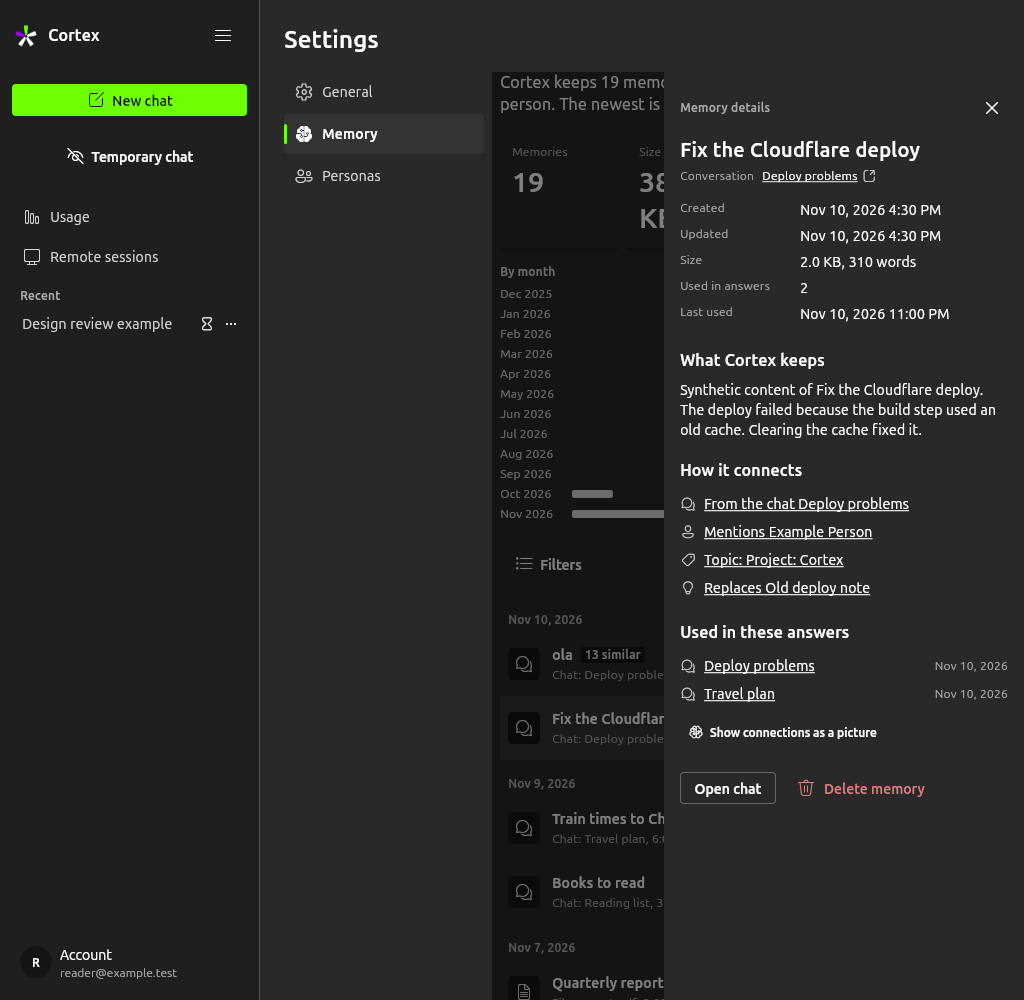 Cortex
New chat
Temporary chat
Usage
Remote sessions
Recent
Design review example
R
Account
reader@example.test
Settings
General
Memory
Personas
Cortex keeps 19
person. The newest is
Memories
19
Size
By month
Dec 2025
Jan 2026
Feb 2026
Mar 2026
Apr 2026
May 2026
Jun 2026
Jul 2026
Aug 2026
Sep 2026
Oct 2026
Nov 2026
Filters
Nov 10, 2026
ola 13 similar
Chat: Deploy
Fix the
Chat: Deploy
Nov 9, 2026
Train times to
Chat: Travel plan,
Books to read
Chat: Reading list,
Nov 7, 2026
Quarterly report
Memory details
Fix the Cloudflare deploy
Conversation Deploy problems
Created Nov 10, 2026 4:30 PM
Updated Nov 10, 2026 4:30 PM
Size 2.0 KB, 310 words
Used in answers 2
Last used Nov 10, 2026 11:00 PM
What Cortex keeps
Synthetic content of Fix the Cloudflare deploy.
The deploy failed because the build step used an
old cache. Clearing the cache fixed it.
How it connects
From the chat Deploy problems
Mentions Example Person
Topic: Project: Cortex
Replaces Old deploy note
Used in these answers
Deploy problems Nov 10, 2026
Travel plan Nov 10, 2026
Show connections as a picture
Open chat
Delete memory